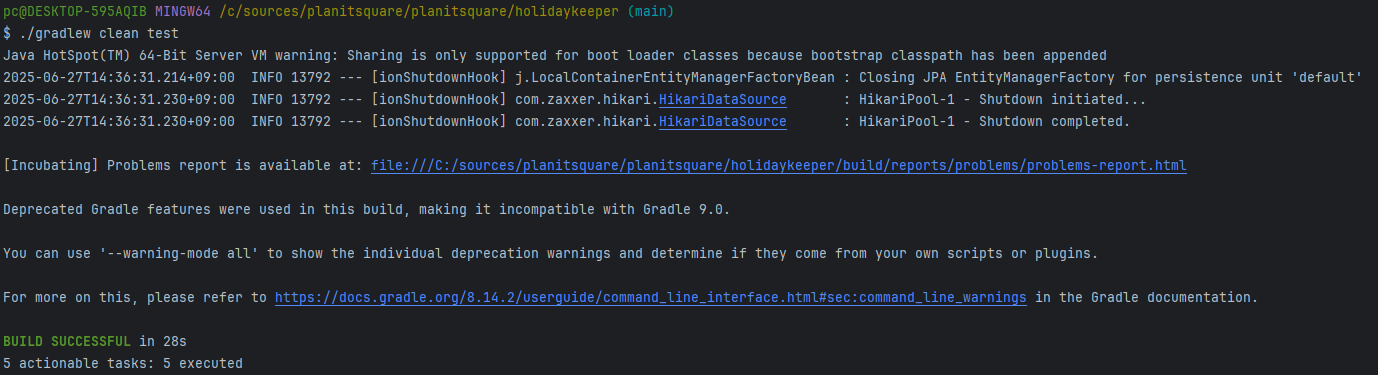 pc@DESKTOP-595AQIB MINGW64 /c/sources/planitsquare/planitsquare/holidaykeeper (main)
$ ./gradlew clean test
Java HotSpot(TM) 64-Bit Server VM warning: Sharing is only supported for boot loader classes because bootstrap classpath has been appended
2025-06-27T14:36:31.214+09:00  INFO 13792 --- [ionShutdownHook] j.LocalContainerEntityManagerFactoryBean : Closing JPA EntityManagerFactory for persistence unit 'default'
2025-06-27T14:36:31.230+09:00  INFO 13792 --- [ionShutdownHook] com.zaxxer.hikari.HikariDataSource       : HikariPool-1 - Shutdown initiated...
2025-06-27T14:36:31.230+09:00  INFO 13792 --- [ionShutdownHook] com.zaxxer.hikari.HikariDataSource       : HikariPool-1 - Shutdown completed.
[Incubating] Problems report is available at: file:///C:/sources/planitsquare/planitsquare/holidaykeeper/build/reports/problems/problems-report.html
Deprecated Gradle features were used in this build, making it incompatible with Gradle 9.0.
You can use '--warning-mode all' to show the individual deprecation warnings and determine if they come from your own scripts or plugins.
For more on this, please refer to https://docs.gradle.org/8.14.2/userguide/command_line_interface.html#sec:command_line_warnings in the Gradle documentation.
BUILD SUCCESSFUL in 28s
5 actionable tasks: 5 executed